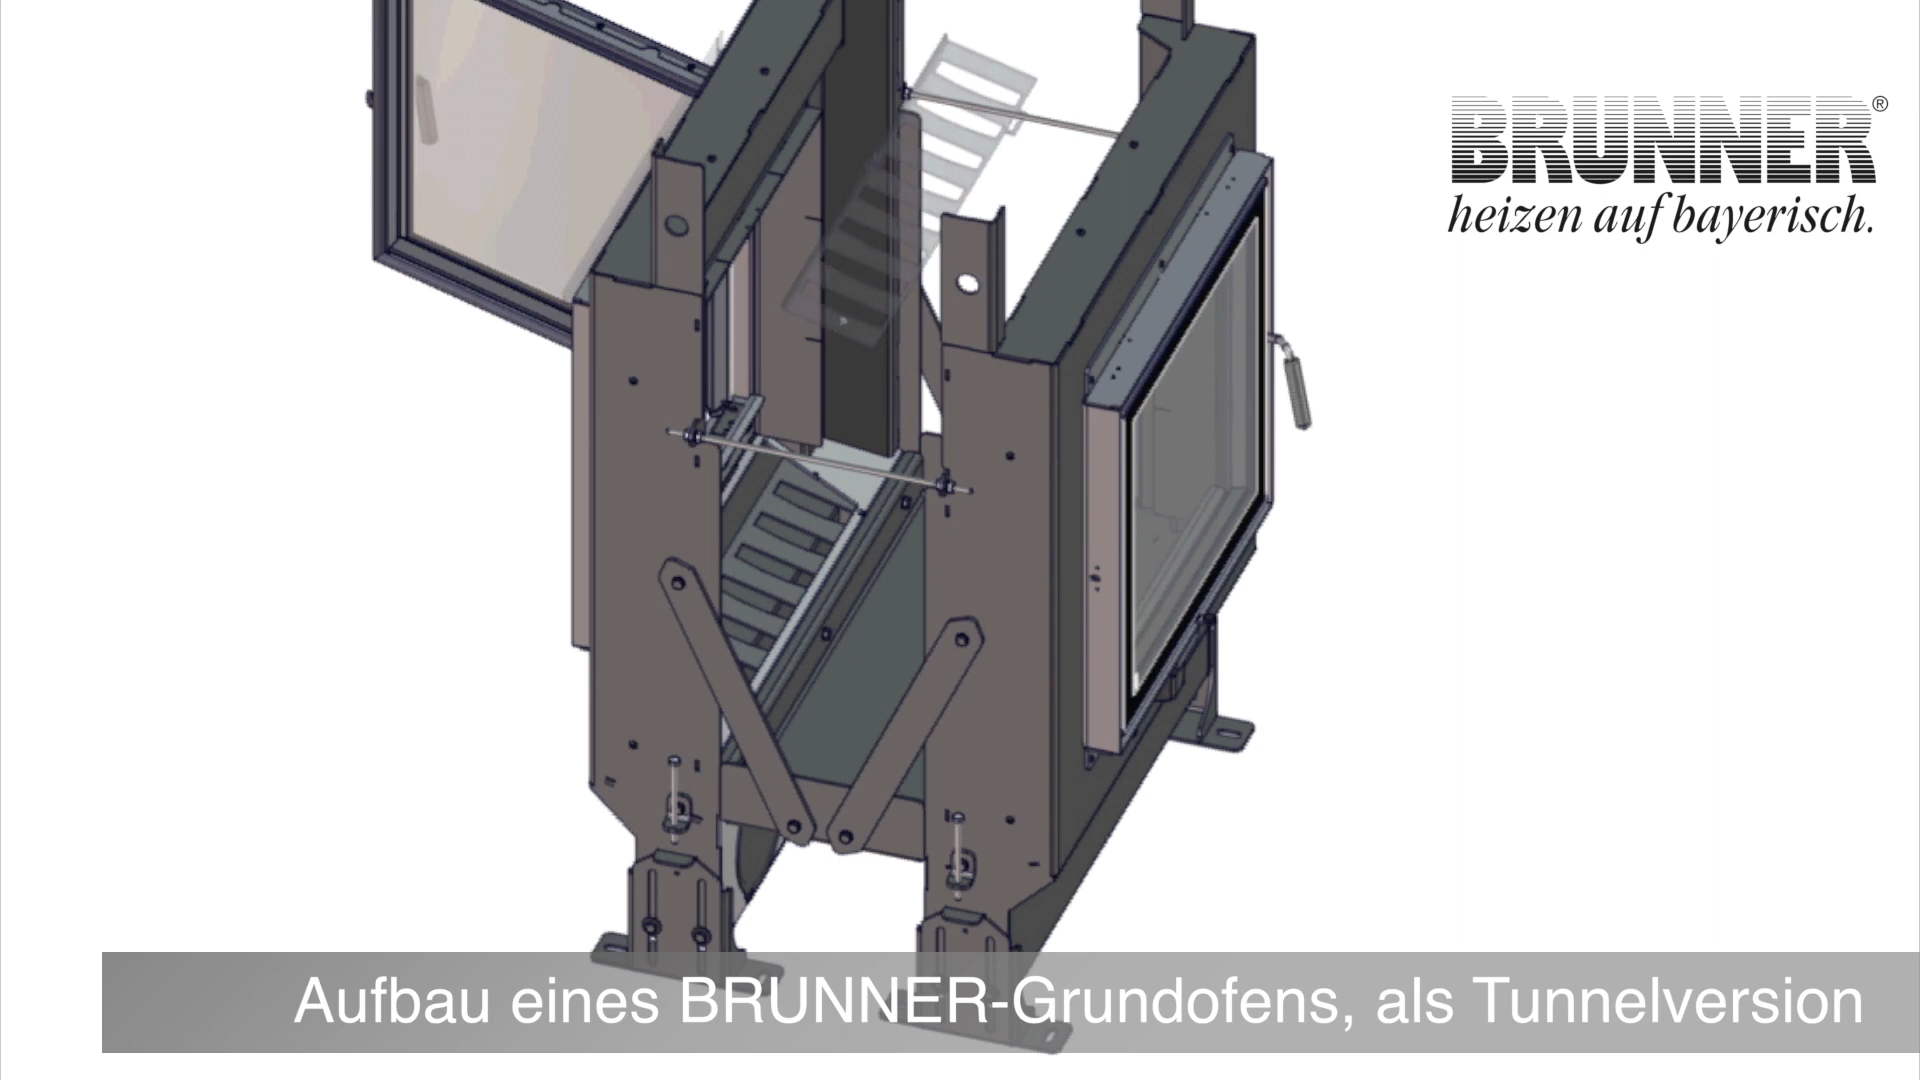 BRUNNER®
heizen auf bayerisch.
Aufbau eines BRUNNER-Grundofens, als Tunnelversion